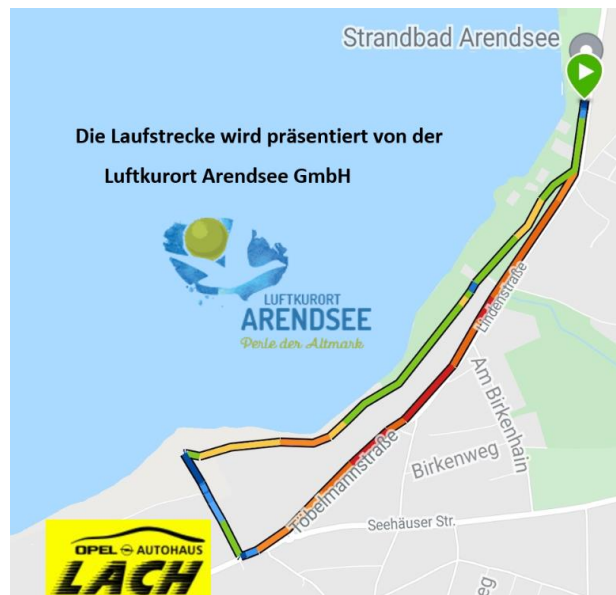 Strandbad Arendsee
Die Laufstrecke wird präsentiert von der
Luftkurort Arendsee GmbH
LUFTKURORT
ARENDSEE
Perle der Altmark
Lindenstraße
Am Birkenhain
Birkenweg
Töbelmannstraße
Seehäuser Str.
OPEL AUTOHAUS
LACH
eg